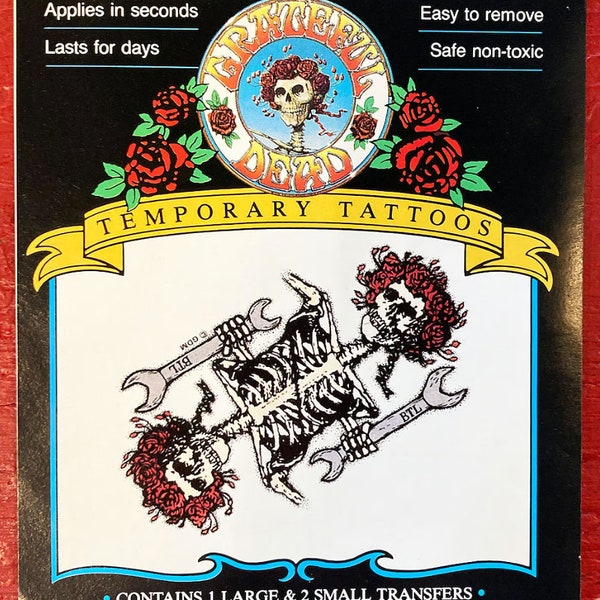 Applies in seconds
Easy to remove
Lasts for days
Safe non-toxic
GRATEFUL
DEAD
TEMPORARY TATTOOS
© GDM
BTL
BTL
• CONTAINS 1 LARGE & 2 SMALL TRANSFERS •